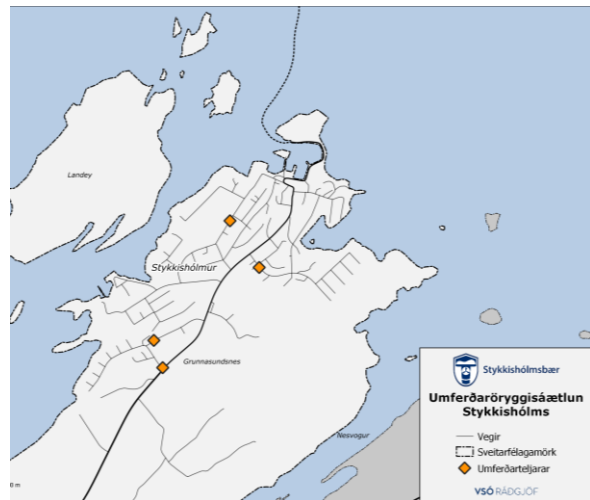 Landey
Stykkishólmur
Grunnasundsnes
Nesvogur
Stykkishólmsbær
Umferðaröryggisáætlun
Stykkishólms
Vegir
Sveitarfélagamörk
Umferðarteljarar
VSÓ RÁÐGJÖF